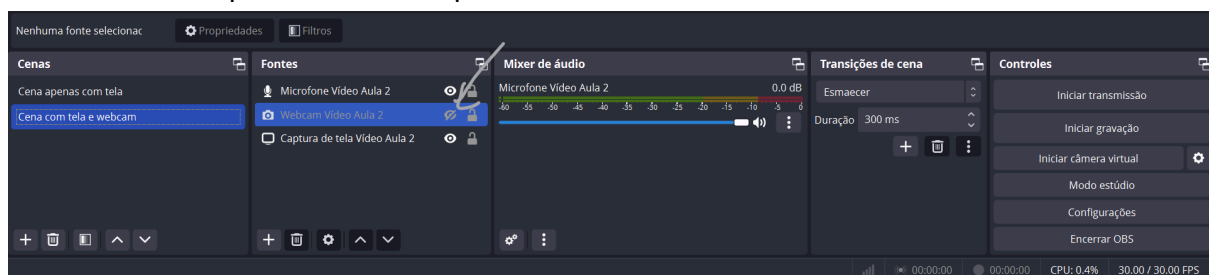 Nenhuma fonte selecionac
Propriedades
Filtros
Cenas
Cena apenas com tela
Cena com tela e webcam
Fontes
Microfone Vídeo Aula 2
Webcam Vídeo Aula 2
Captura de tela Vídeo Aula 2
Mixer de áudio
Microfone Vídeo Aula 2 0.0 dB
-60 -55 -50 -45 -40 -35 -30 -25 -20 -15 -10 -5 0
Transições de cena
Esmaecer
Duração 300 ms
Controles
Iniciar transmissão
Iniciar gravação
Iniciar câmera virtual
Modo estúdio
Configurações
Encerrar OBS
00:00:00 00:00:00 CPU: 0.4% 30.00 / 30.00 FPS